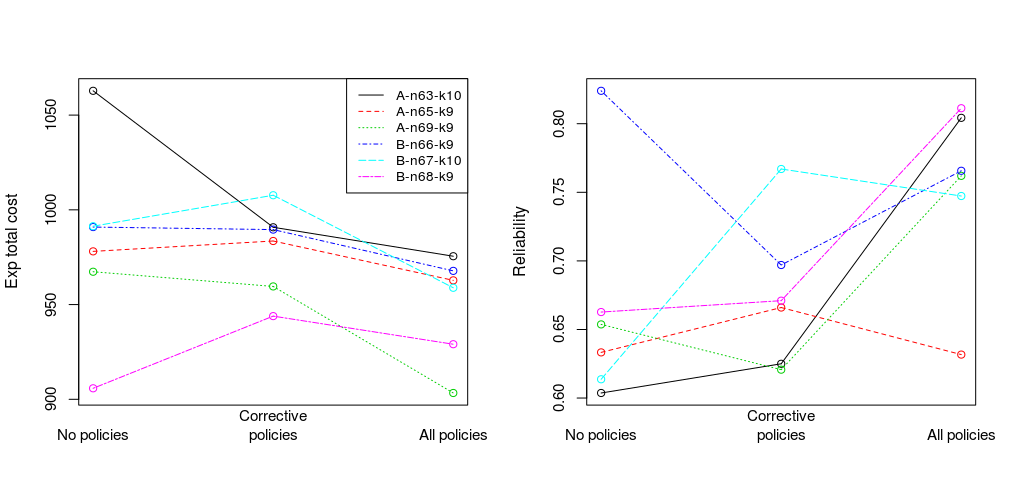 Exp total cost
1050
1000
950
900
A-n63-k10
A-n65-k9
A-n69-k9
B-n66-k9
B-n67-k10
B-n68-k9
No policies
Corrective
policies
All policies
Reliability
0.80
0.75
0.70
0.65
0.60
No policies
Corrective
policies
All policies